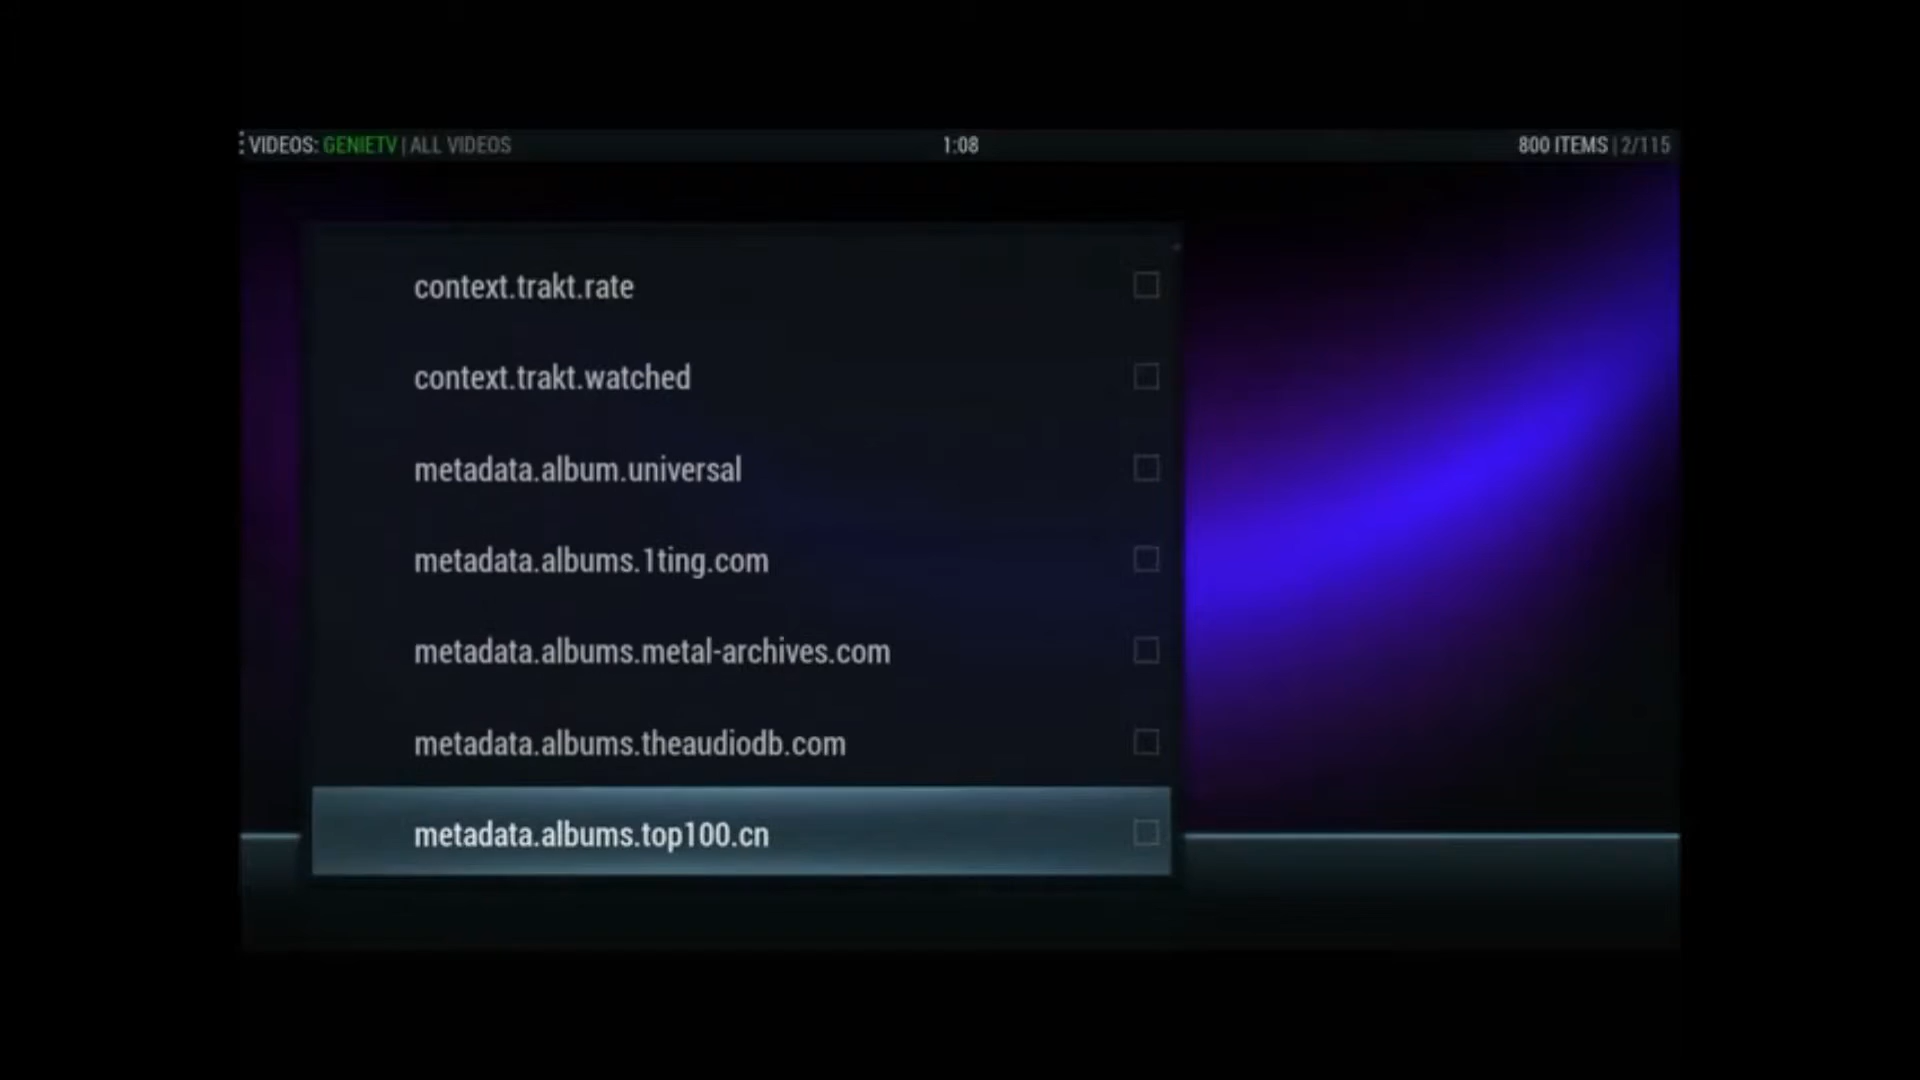 VIDEOS: GENIETV | ALL VIDEOS
1:08
800 ITEMS | 2/115
context.trakt.rate
context.trakt.watched
metadata.album.universal
metadata.albums.1ting.com
metadata.albums.metal-archives.com
metadata.albums.theaudiodb.com
metadata.albums.top100.cn